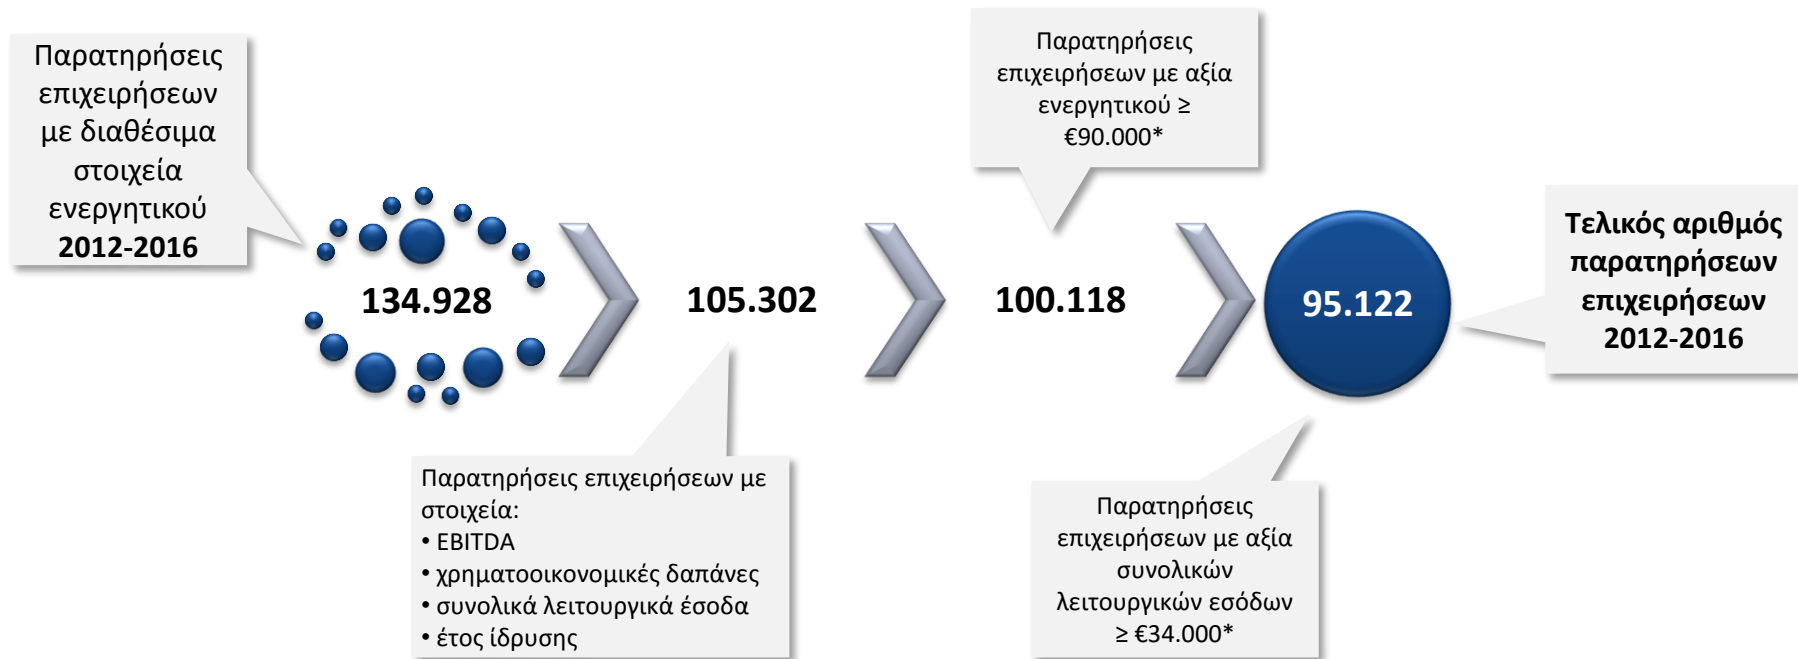 Παρατηρήσεις
επιχειρήσεων
με διαθέσιμα
στοιχεία
ενεργητικού
2012-2016
134.928
105.302
Παρατηρήσεις επιχειρήσεων με
στοιχεία:
• EBITDA
• χρηματοοικονομικές δαπάνες
• συνολικά λειτουργικά έσοδα
• έτος ίδρυσης
Παρατηρήσεις
επιχειρήσεων με αξία
ενεργητικού ≥
€90.000*
100.118
95.122
Παρατηρήσεις
επιχειρήσεων με αξία
συνολικών
λειτουργικών εσόδων
≥ €34.000*
Τελικός αριθμός
παρατηρήσεων
επιχειρήσεων
2012-2016